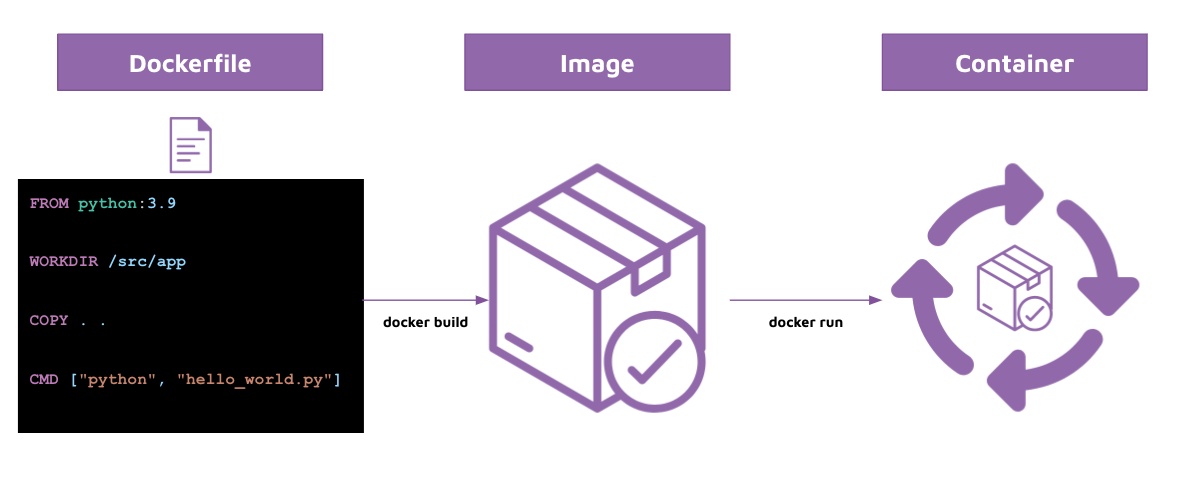 Dockerfile
Image
Container
FROM python:3.9
WORKDIR /src/app
COPY . .
CMD ["python", "hello_world.py"]
docker build
docker run